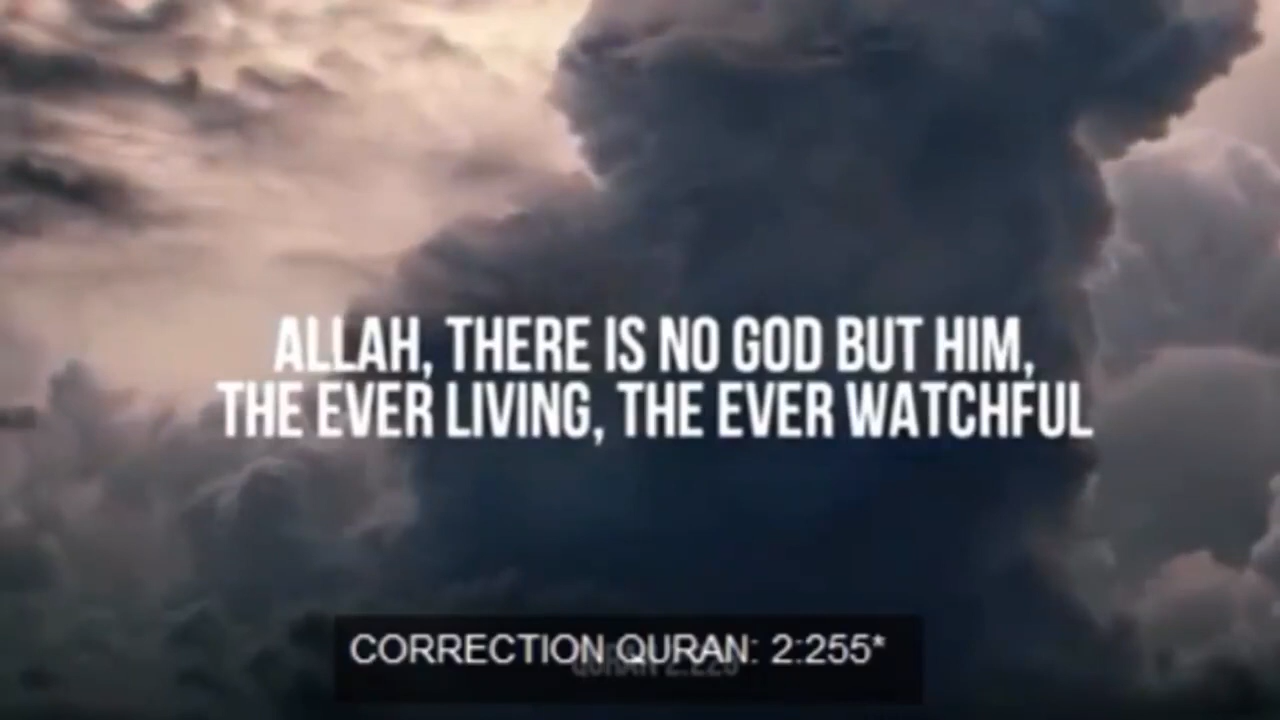 ALLAH, THERE IS NO GOD BUT HIM,
THE EVER LIVING, THE EVER WATCHFUL
CORRECTION QURAN: 2:255*